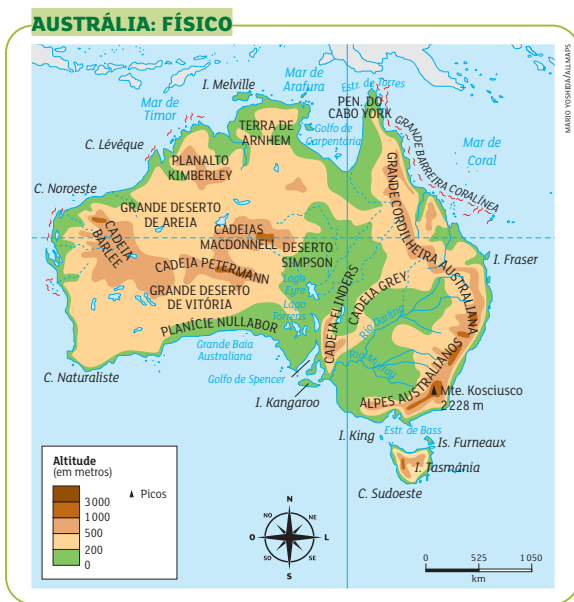 AUSTRÁLIA: FÍSICO
MARIO YOSHIDA/ALLMAPS
I. Melville
Mar de
Arafura
Estr. de Torres
PEN. DO
CABO YORK
Mar de
Timor
TERRA DE
ARNHEM
Golfo de
Carpentária
GRANDE BARREIRA CORALÍNEA
Mar de
Coral
C. Lévêque
PLANALTO
KIMBERLEY
C. Noroeste
GRANDE DESERTO
DE AREIA
CADEIAS
MACDONNELL
GRANDE CORDILHEIRA AUSTRALIANA
CADEIA
BARLEE
DESERTO
SIMPSON
I. Fraser
CADEIA PETERMANN
Lago
Eyre
CADEIA GREY
GRANDE DESERTO
DE VITÓRIA
Lago
Torrens
CADEIA FLINDERS
Rio Darling
PLANÍCIE NULLABOR
Grande Baía
Australiana
Rio Murray
C. Naturaliste
Golfo de Spencer
ALPES AUSTRALIANOS
Mte. Kosciusco
2 228 m
I. Kangaroo
I. King
Estr. de Bass
Is. Furneaux
I. Tasmânia
C. Sudoeste
Altitude
(em metros)
3000
1 000
500
200
0
Picos
N
NO
NE
O
L
SO
SE
S
0 525 1 050
km